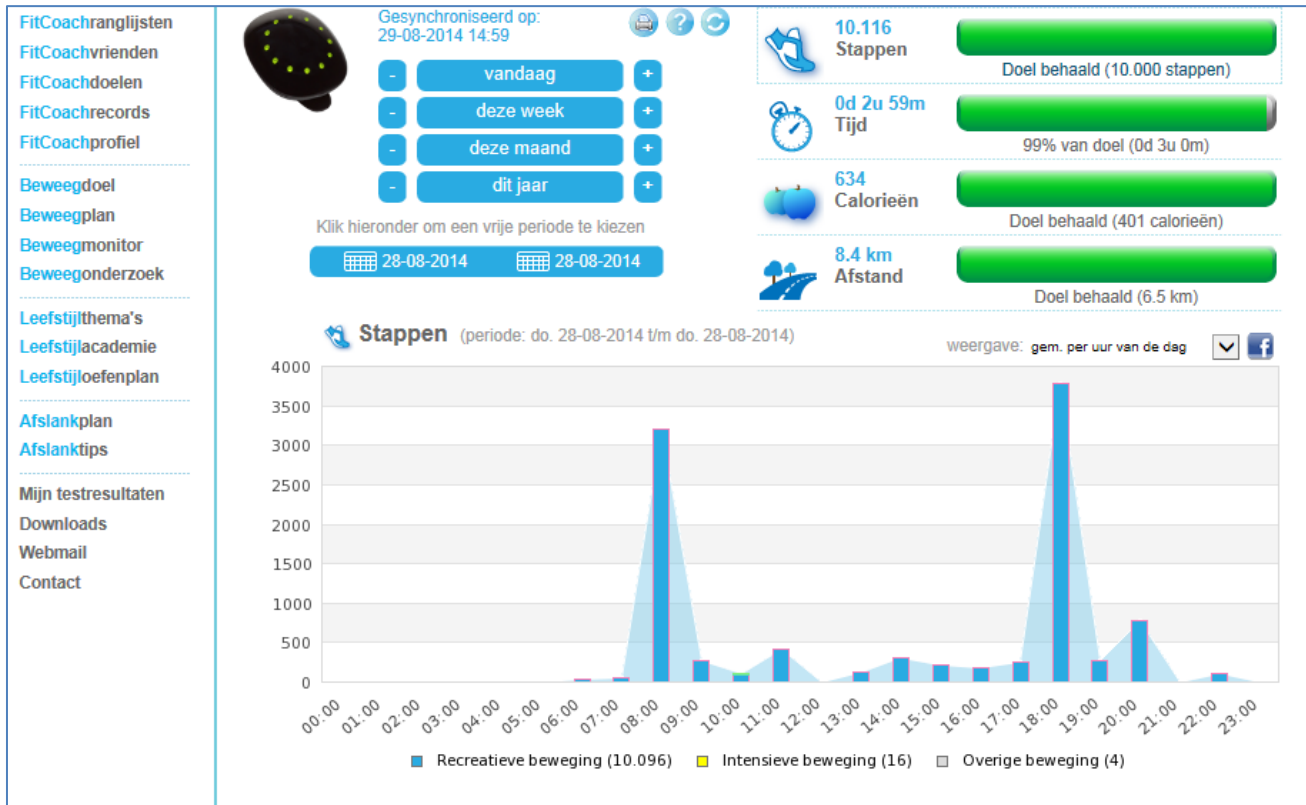 FitCoachranglijsten
FitCoachvrienden
FitCoachdoelen
FitCoachrecords
FitCoachprofiel
Beweegdoel
Beweegplan
Beweegmonitor
Beweegonderzoek
Leefstijlthema's
Leefstijlacademie
Leefstijloefenplan
Afslankplan
Afslanktips
Mijn testresultaten
Downloads
Webmail
Contact
Gesynchroniseerd op:
29-08-2014 14:59
?
- vandaag +
- deze week +
- deze maand +
- dit jaar +
Klik hieronder om een vrije periode te kiezen
28-08-2014 28-08-2014
10.116
Stappen
Doel behaald (10.000 stappen)
0d 2u 59m
Tijd
99% van doel (0d 3u 0m)
634
Calorieën
Doel behaald (401 calorieën)
8.4 km
Afstand
Doel behaald (6.5 km)
Stappen (periode: do. 28-08-2014 t/m do. 28-08-2014)
weergave: gem. per uur van de dag f
4000
3500
3000
2500
2000
1500
1000
500
0
00:00 01:00 02:00 03:00 04:00 05:00 06:00 07:00 08:00 09:00 10:00 11:00 12:00 13:00 14:00 15:00 16:00 17:00 18:00 19:00 20:00 21:00 22:00 23:00
Recreatieve beweging (10.096) Intensieve beweging (16) Overige beweging (4)